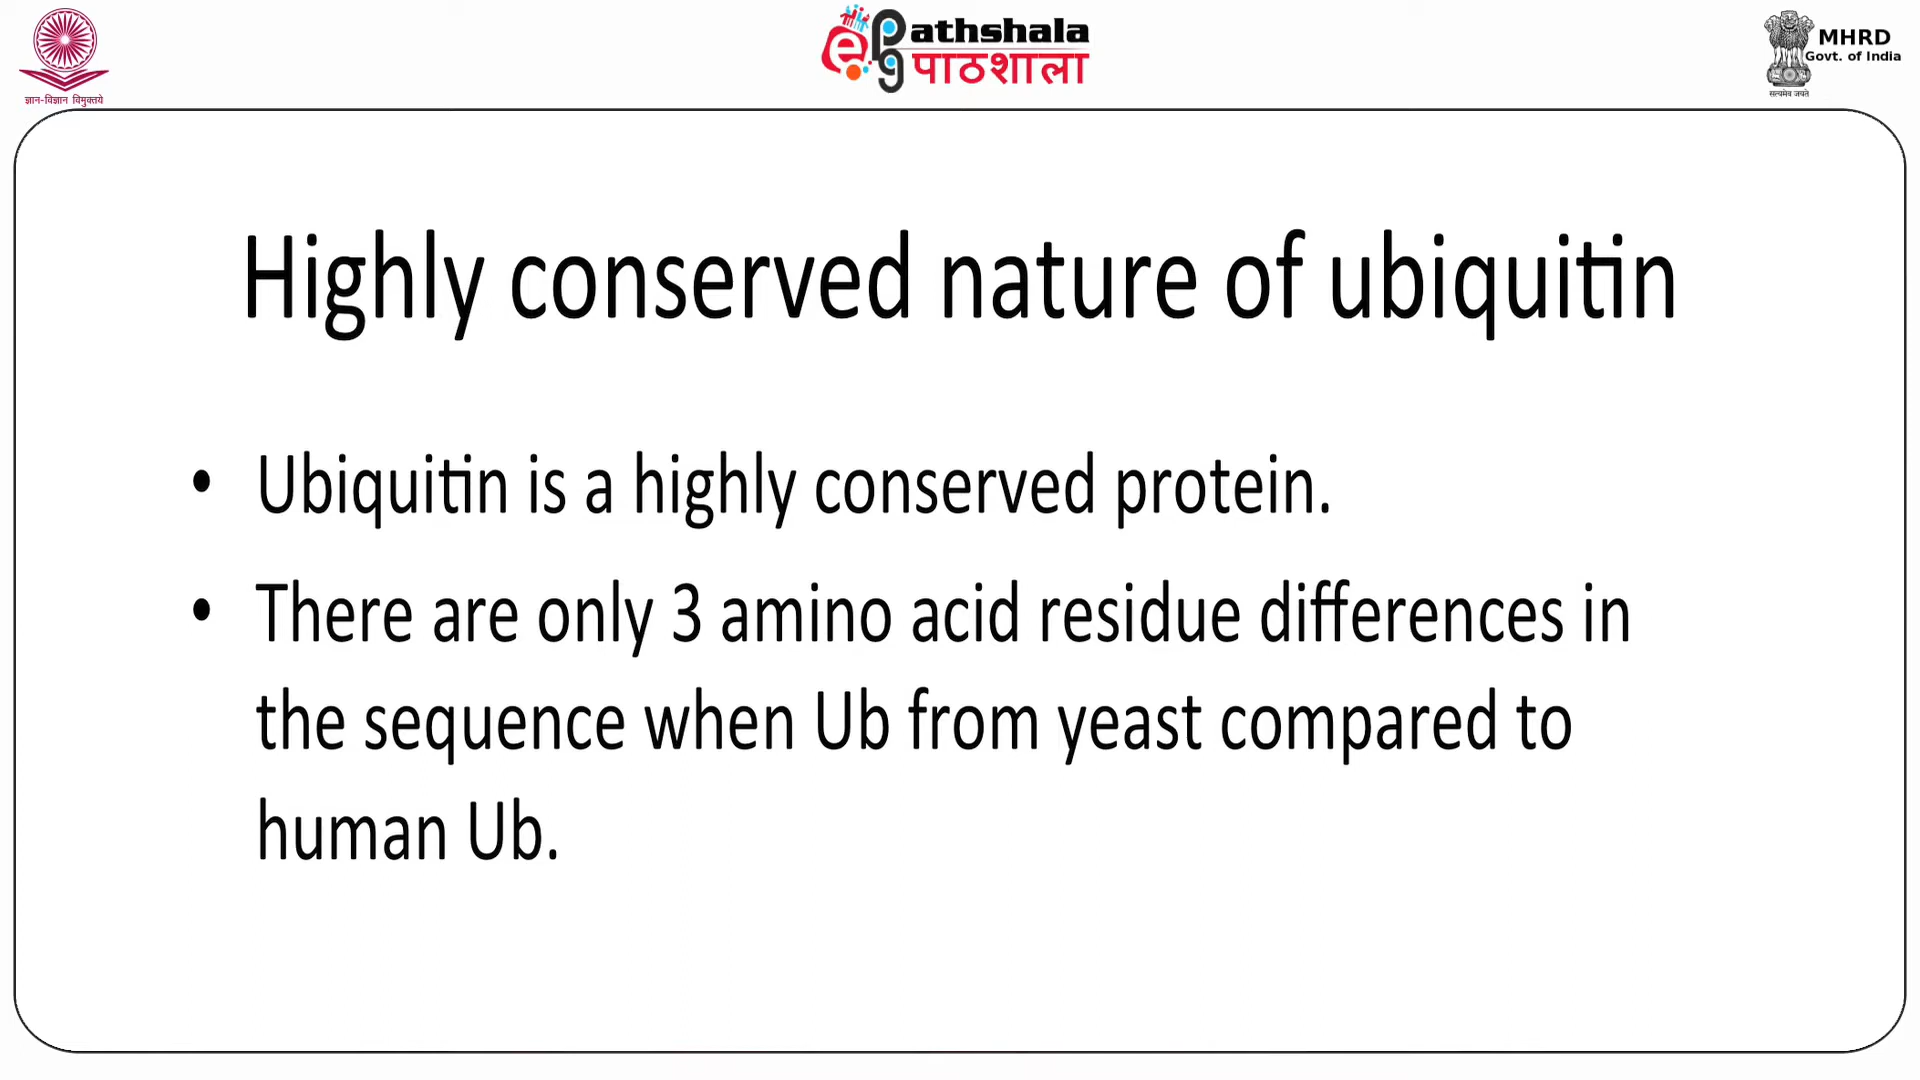 ज्ञान-विज्ञान विमुक्तये
ePathshala
पाठशाला
MHRD
Govt. of India
सत्यमेव जयते
Highly conserved nature of ubiquitin
• Ubiquitin is a highly conserved protein.
• There are only 3 amino acid residue differences in
the sequence when Ub from yeast compared to
human Ub.